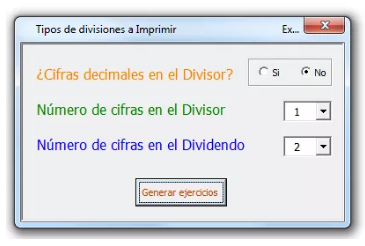 Tipos de divisiones a Imprimir Ex... X
¿Cifras decimales en el Divisor? Si No
Número de cifras en el Divisor 1
Número de cifras en el Dividendo 2
Generar ejercicios